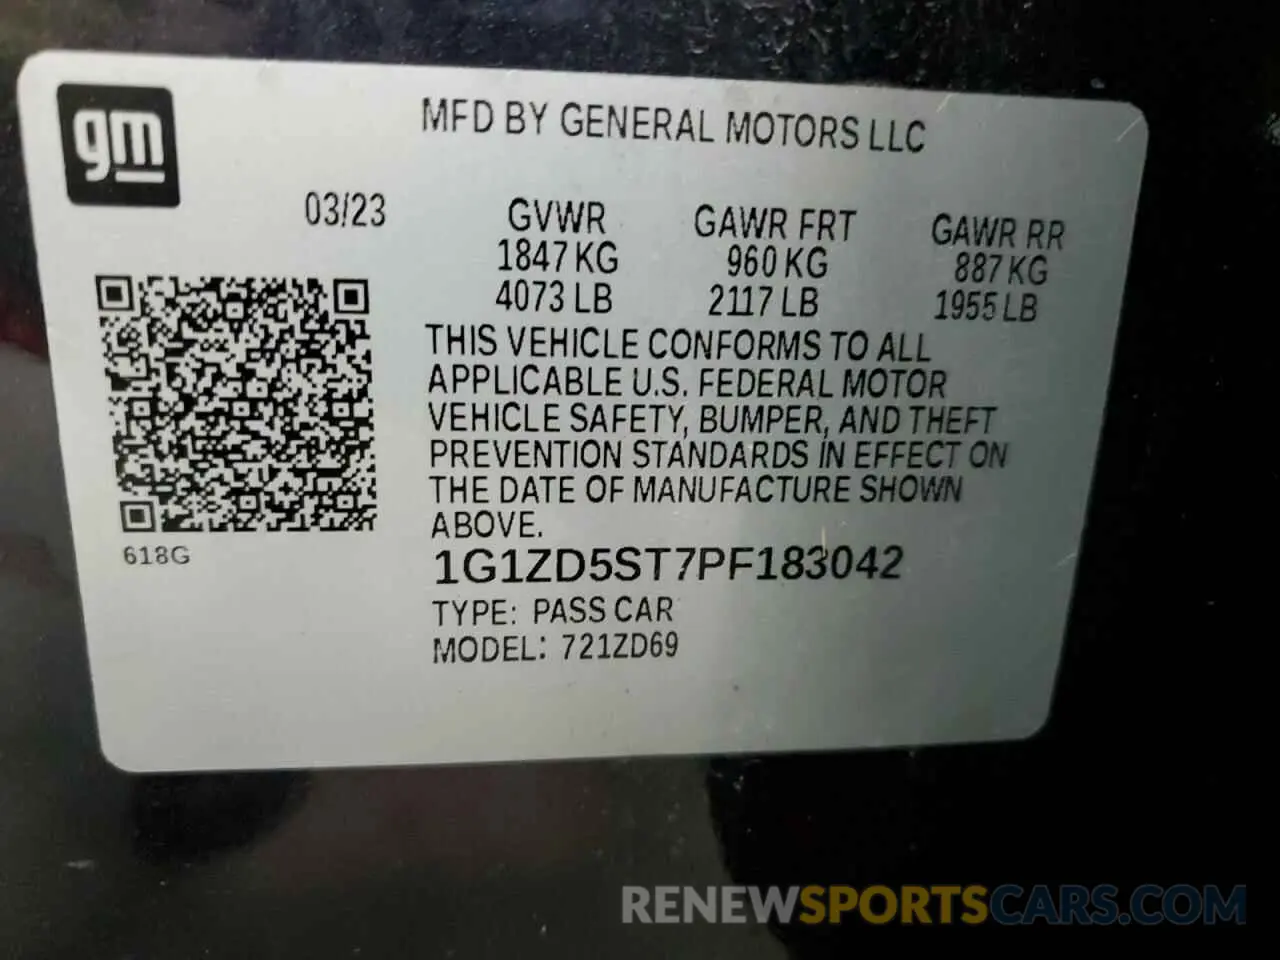 gm
MFD BY GENERAL MOTORS LLC
03/23
GVWR
1847 KG
4073 LB
GAWR FRT
960 KG
2117 LB
GAWR RR
887 KG
1955 LB
THIS VEHICLE CONFORMS TO ALL
APPLICABLE U.S. FEDERAL MOTOR
VEHICLE SAFETY, BUMPER, AND THEFT
PREVENTION STANDARDS IN EFFECT ON
THE DATE OF MANUFACTURE SHOWN
ABOVE.
618G
1G1ZD5ST7PF183042
TYPE: PASS CAR
MODEL: 721ZD69
RENEWSPORTSCARS.COM